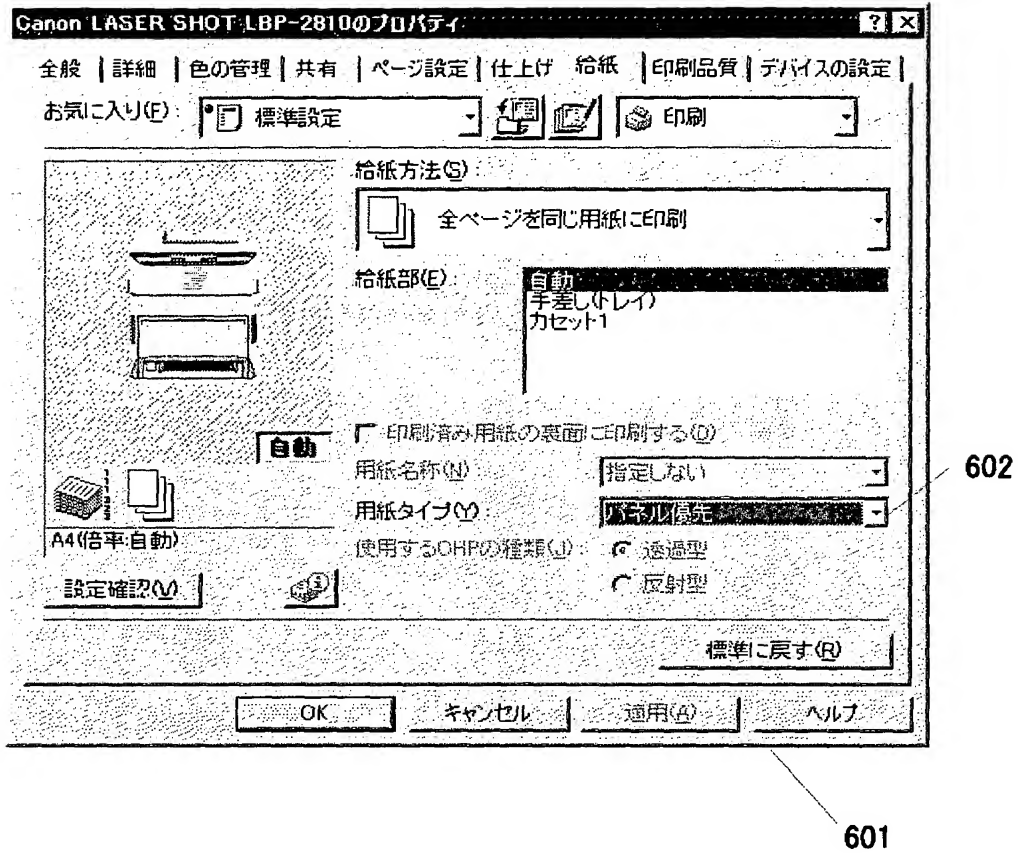 Canon LASER SHOT LBP-2810のプロパティ
全般 詳細 色の管理 共有 ページ設定 仕上げ 給紙 印刷品質 デバイスの設定
お気に入り(F): 標準設定 印刷
給紙方法(S):
全ページを同じ用紙に印刷
給紙部(E):
自動
手差し(トレイ)
カセット1
自動
印刷済み用紙の裏面に印刷する(D)
用紙名称(N) 指定しない
602
用紙タイプ(Y) パネル優先
A4(倍率:自動)
使用するOHPの種類(J): 透過型
反射型
設定確認(V)
標準に戻す(R)
OK キャンセル 適用(A) ヘルプ
601